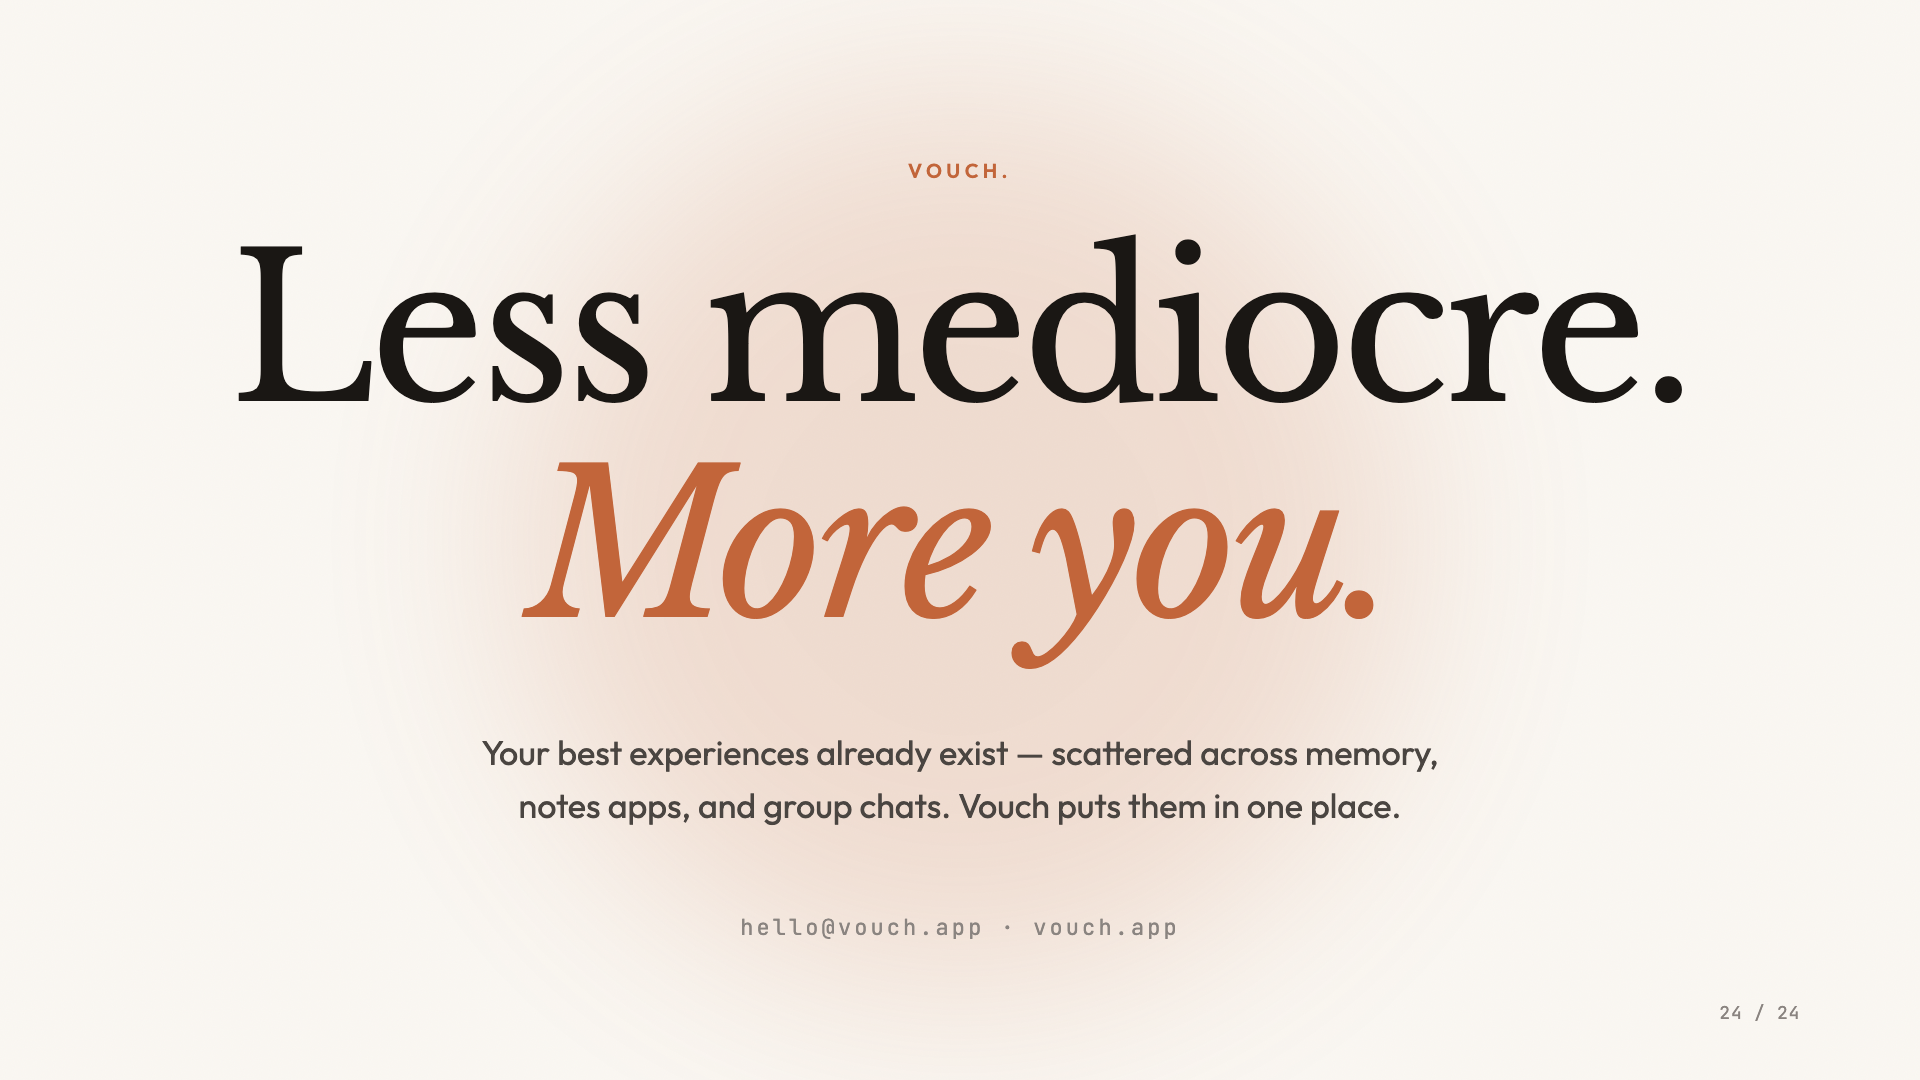 VOUCH.
Less mediocre.
More you.
Your best experiences already exist — scattered across memory,
notes apps, and group chats. Vouch puts them in one place.
hello@vouch.app · vouch.app
24 / 24